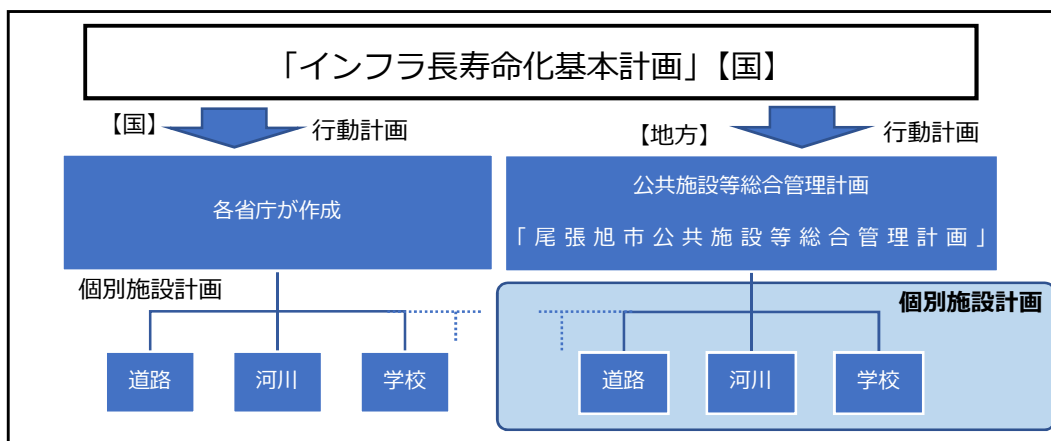 「インフラ長寿命化基本計画」【国】
【国】
行動計画
【地方】
行動計画
各省庁が作成
公共施設等総合管理計画
「尾張旭市公共施設等総合管理計画」
個別施設計画
個別施設計画
道路
河川
学校
道路
河川
学校